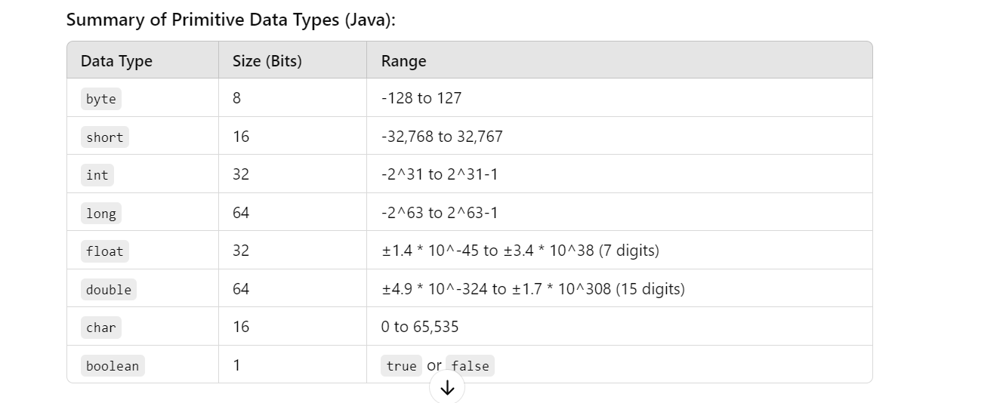 Summary of Primitive Data Types (Java):
Data Type Size (Bits) Range
byte 8 -128 to 127
short 16 -32,768 to 32,767
int 32 -2^31 to 2^31-1
long 64 -2^63 to 2^63-1
float 32 ±1.4 * 10^-45 to ±3.4 * 10^38 (7 digits)
double 64 ±4.9 * 10^-324 to ±1.7 * 10^308 (15 digits)
char 16 0 to 65,535
boolean 1 true or false